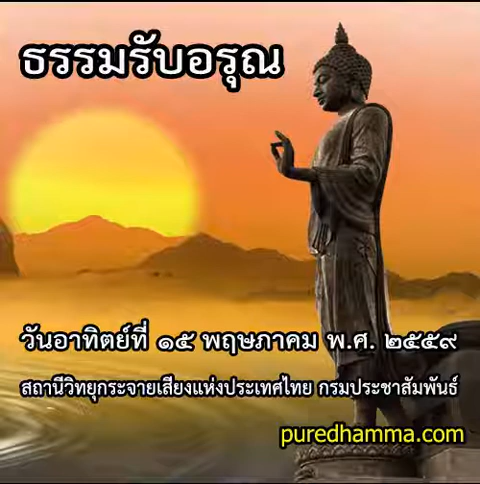 ธรรมรับอรุณ
วันอาทิตย์ที่ ๑๕ พฤษภาคม พ.ศ. ๒๕๕๙
สถานีวิทยุกระจายเสียงแห่งประเทศไทย กรมประชาสัมพันธ์
puredhamma.com